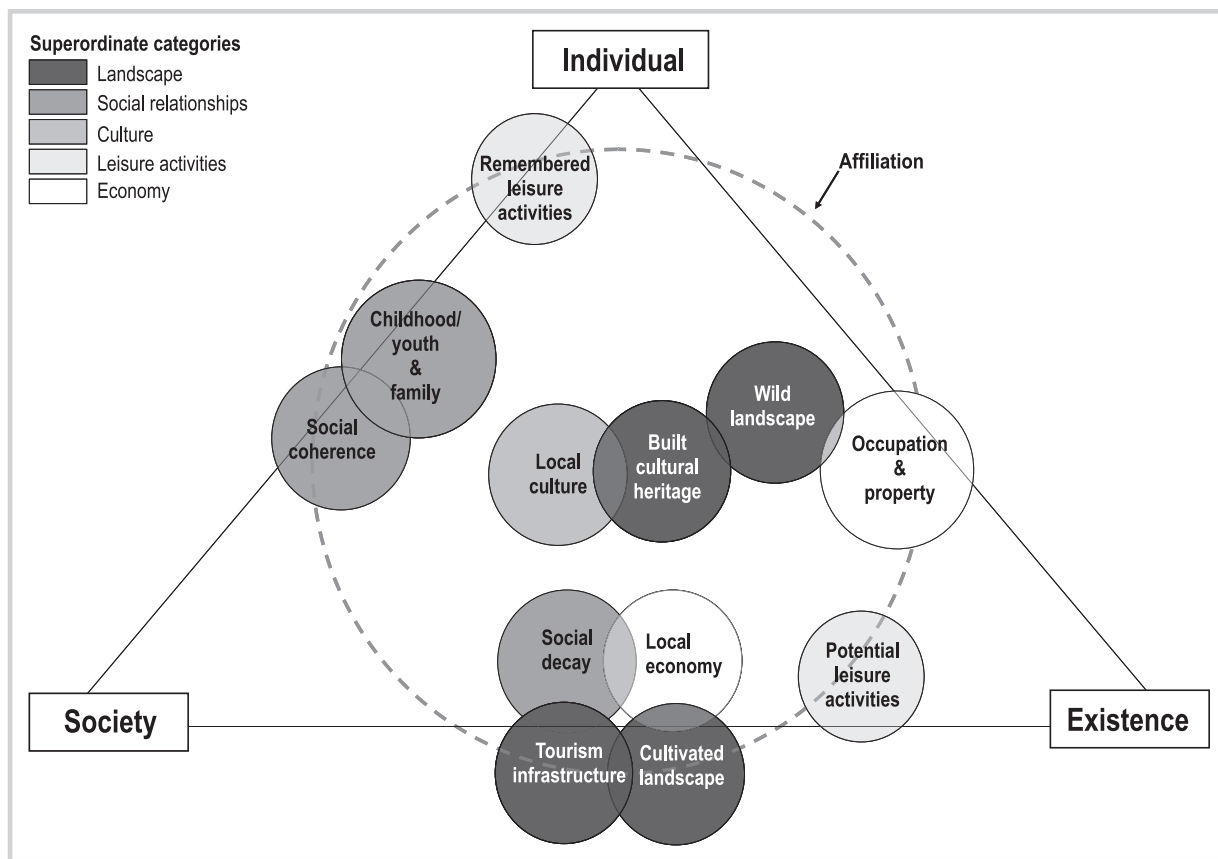 Superordinate categories
Landscape
Social relationships
Culture
Leisure activities
Economy
Individual
Affiliation
Remembered
leisure
activities
Childhood/
youth
&
family
Social
coherence
Local
culture
Built
cultural
heritage
Wild
landscape
Occupation
&
property
Social
decay
Local
economy
Potential
leisure
activities
Society
Existence
Tourism
infrastructure
Cultivated
landscape